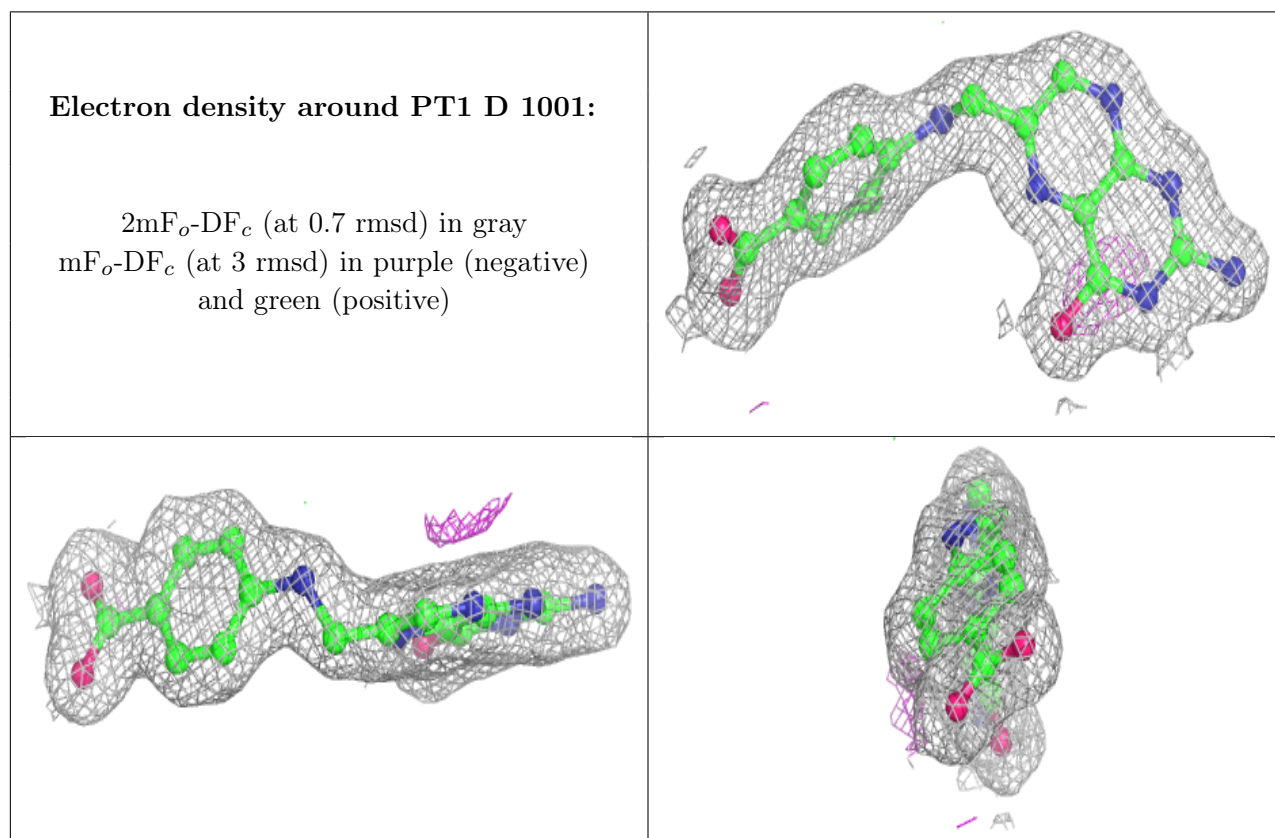 Electron density around PT1 D 1001:
2mFo-DFc (at 0.7 rmsd) in gray
mFo-DFc (at 3 rmsd) in purple (negative)
and green (positive)